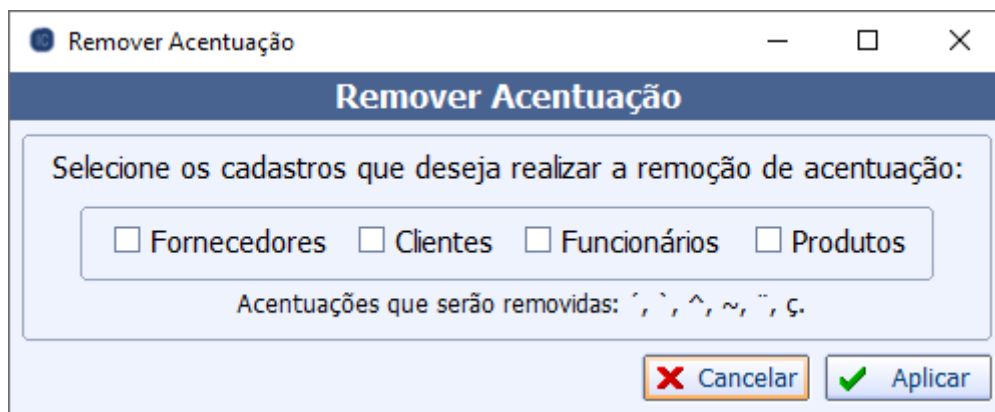 Remover Acentuação
Remover Acentuação
Selecione os cadastros que deseja realizar a remoção de acentuação:
Fornecedores Clientes Funcionários Produtos
Acentuações que serão removidas: ´, `, ^, ~, ¨, ç.
Cancelar Aplicar